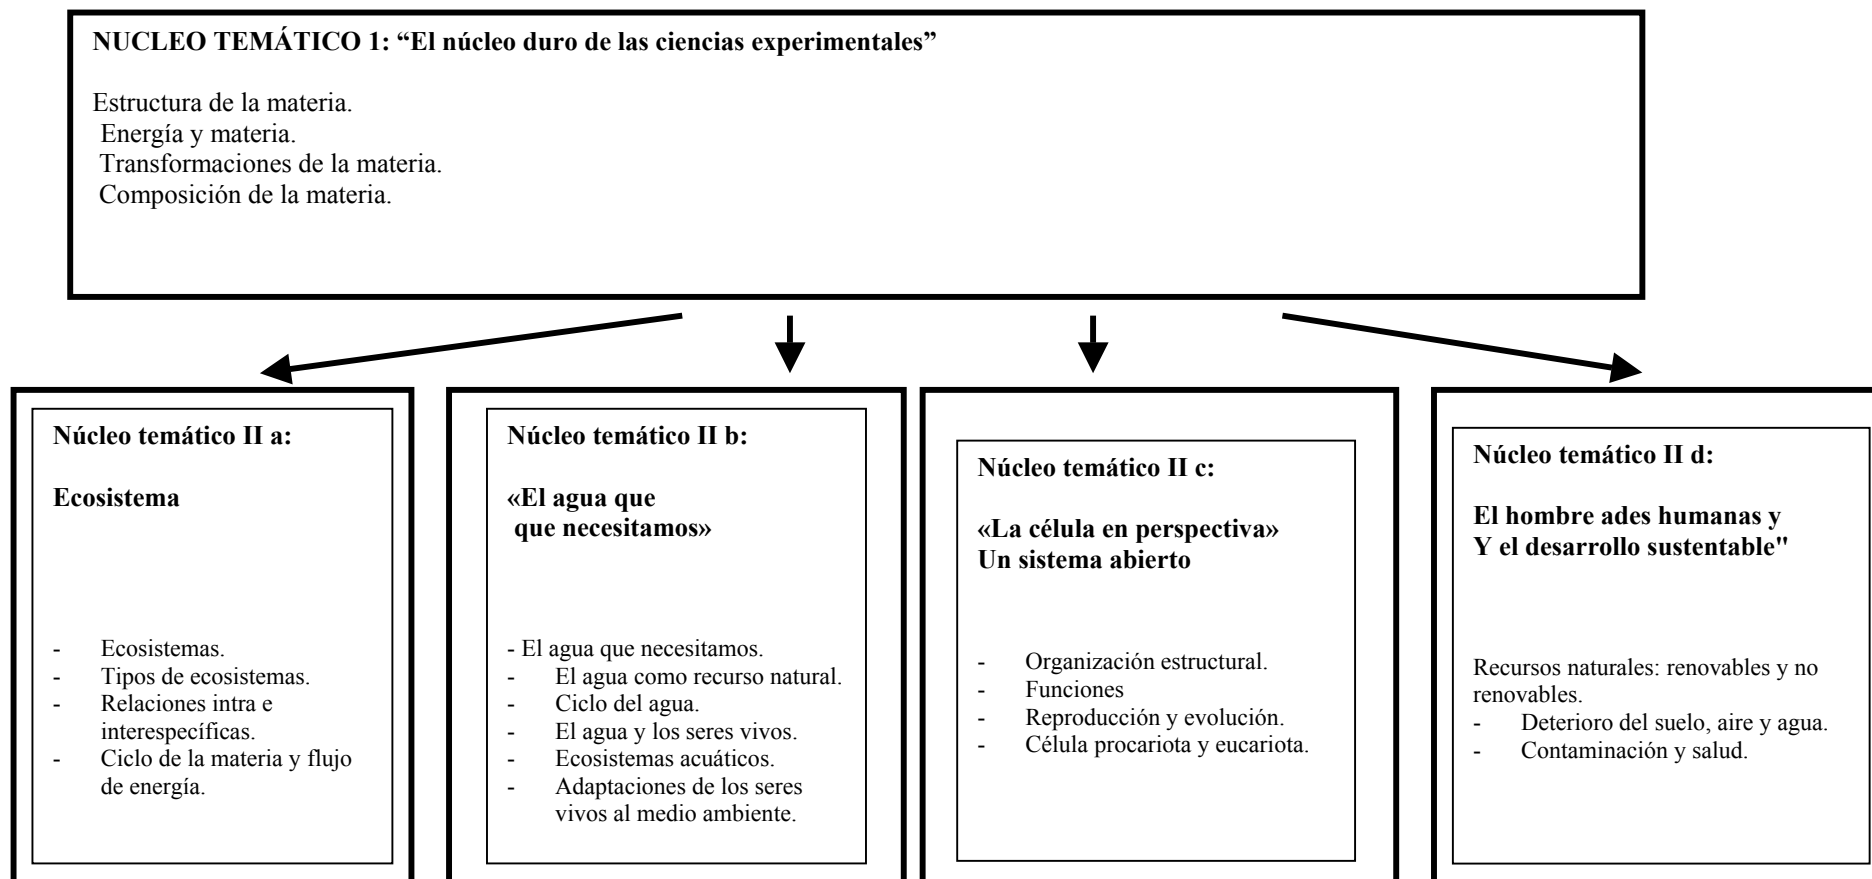 NUCLEO TEMÁTICO 1: “El núcleo duro de las ciencias experimentales”
Estructura de la materia.
Energía y materia.
Transformaciones de la materia.
Composición de la materia.
Núcleo temático II a:
Ecosistema
- Ecosistemas.
- Tipos de ecosistemas.
- Relaciones intra e
interespecíficas.
- Ciclo de la materia y flujo
de energía.
Núcleo temático II b:
«El agua que
que necesitamos»
- El agua que necesitamos.
- El agua como recurso natural.
- Ciclo del agua.
- El agua y los seres vivos.
- Ecosistemas acuáticos.
- Adaptaciones de los seres
vivos al medio ambiente.
Núcleo temático II c:
«La célula en perspectiva»
Un sistema abierto
- Organización estructural.
- Funciones
- Reproducción y evolución.
- Célula procariota y eucariota.
Núcleo temático II d:
El hombre ades humanas y
Y el desarrollo sustentable"
Recursos naturales: renovables y no
renovables.
- Deterioro del suelo, aire y agua.
- Contaminación y salud.